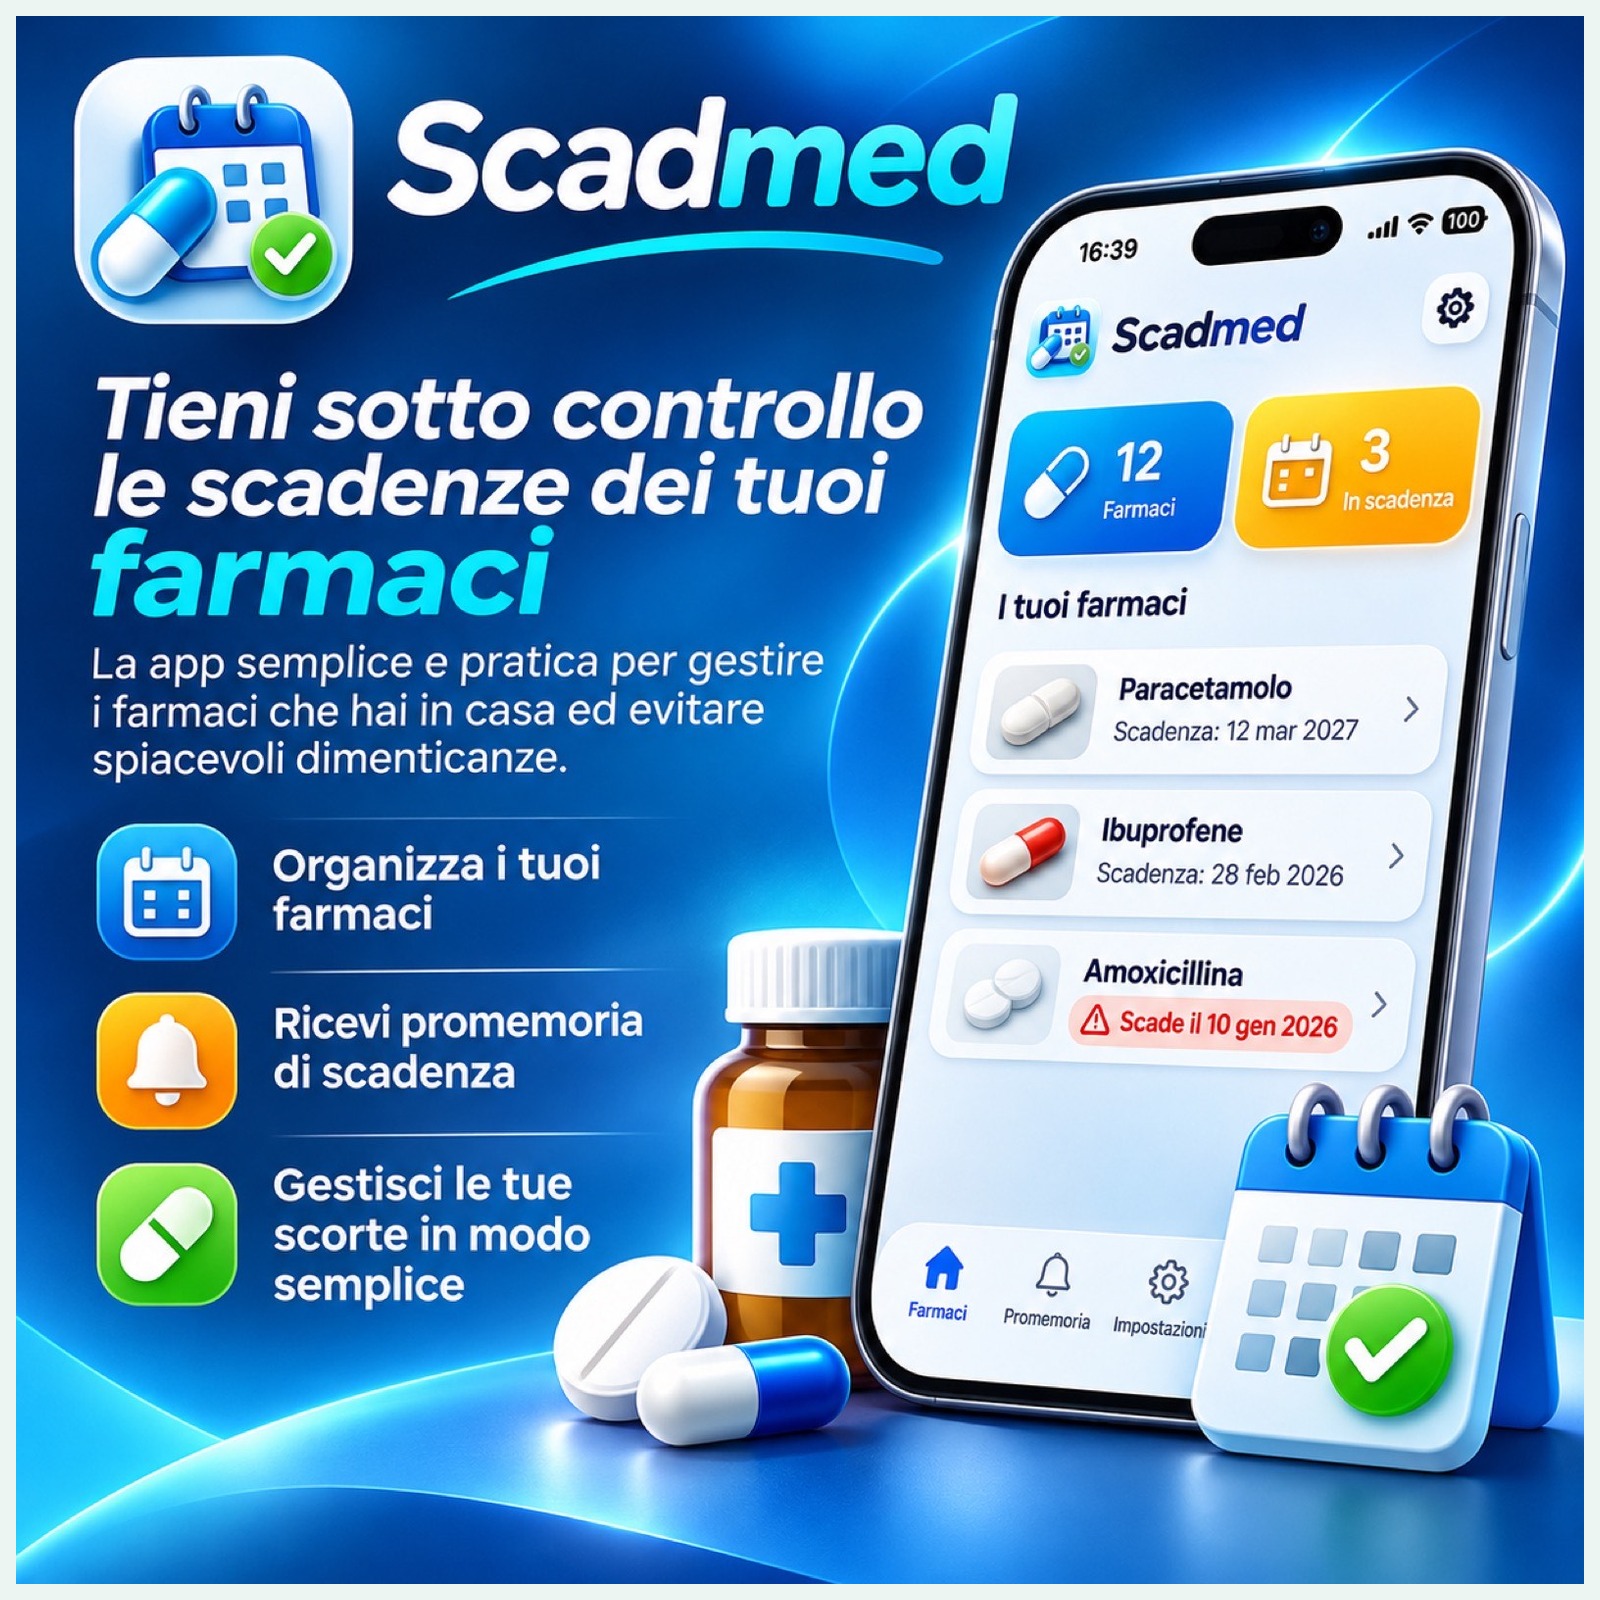 Scadmed
Tieni sotto controllo
le scadenze dei tuoi
farmaci
La app semplice e pratica per gestire
i farmaci che hai in casa ed evitare
spiacevoli dimenticanze.
Organizza i tuoi
farmaci
Ricevi promemoria
di scadenza
Gestisci le tue
scorte in modo
semplice
16:39
100
Scadmed
12
Farmaci
3
In scadenza
I tuoi farmaci
Paracetamolo
Scadenza: 12 mar 2027
Ibuprofene
Scadenza: 28 feb 2026
Amoxicillina
Scade il 10 gen 2026
Farmaci
Promemoria
Impostazioni